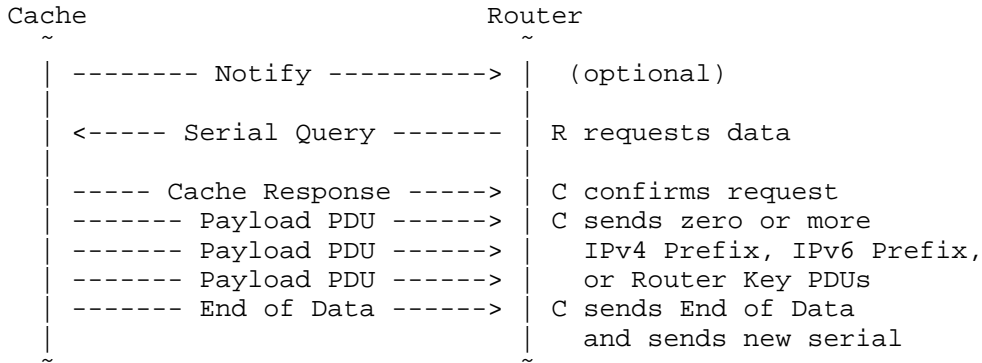 Cache Router
~ ~
| -------- Notify ----------> | (optional)
| |
| <----- Serial Query ------- | R requests data
| |
| ----- Cache Response -----> | C confirms request
| ------- Payload PDU ------> | C sends zero or more
| ------- Payload PDU ------> | IPv4 Prefix, IPv6 Prefix,
| ------- Payload PDU ------> | or Router Key PDUs
| ------- End of Data ------> | C sends End of Data
| | and sends new serial
~ ~